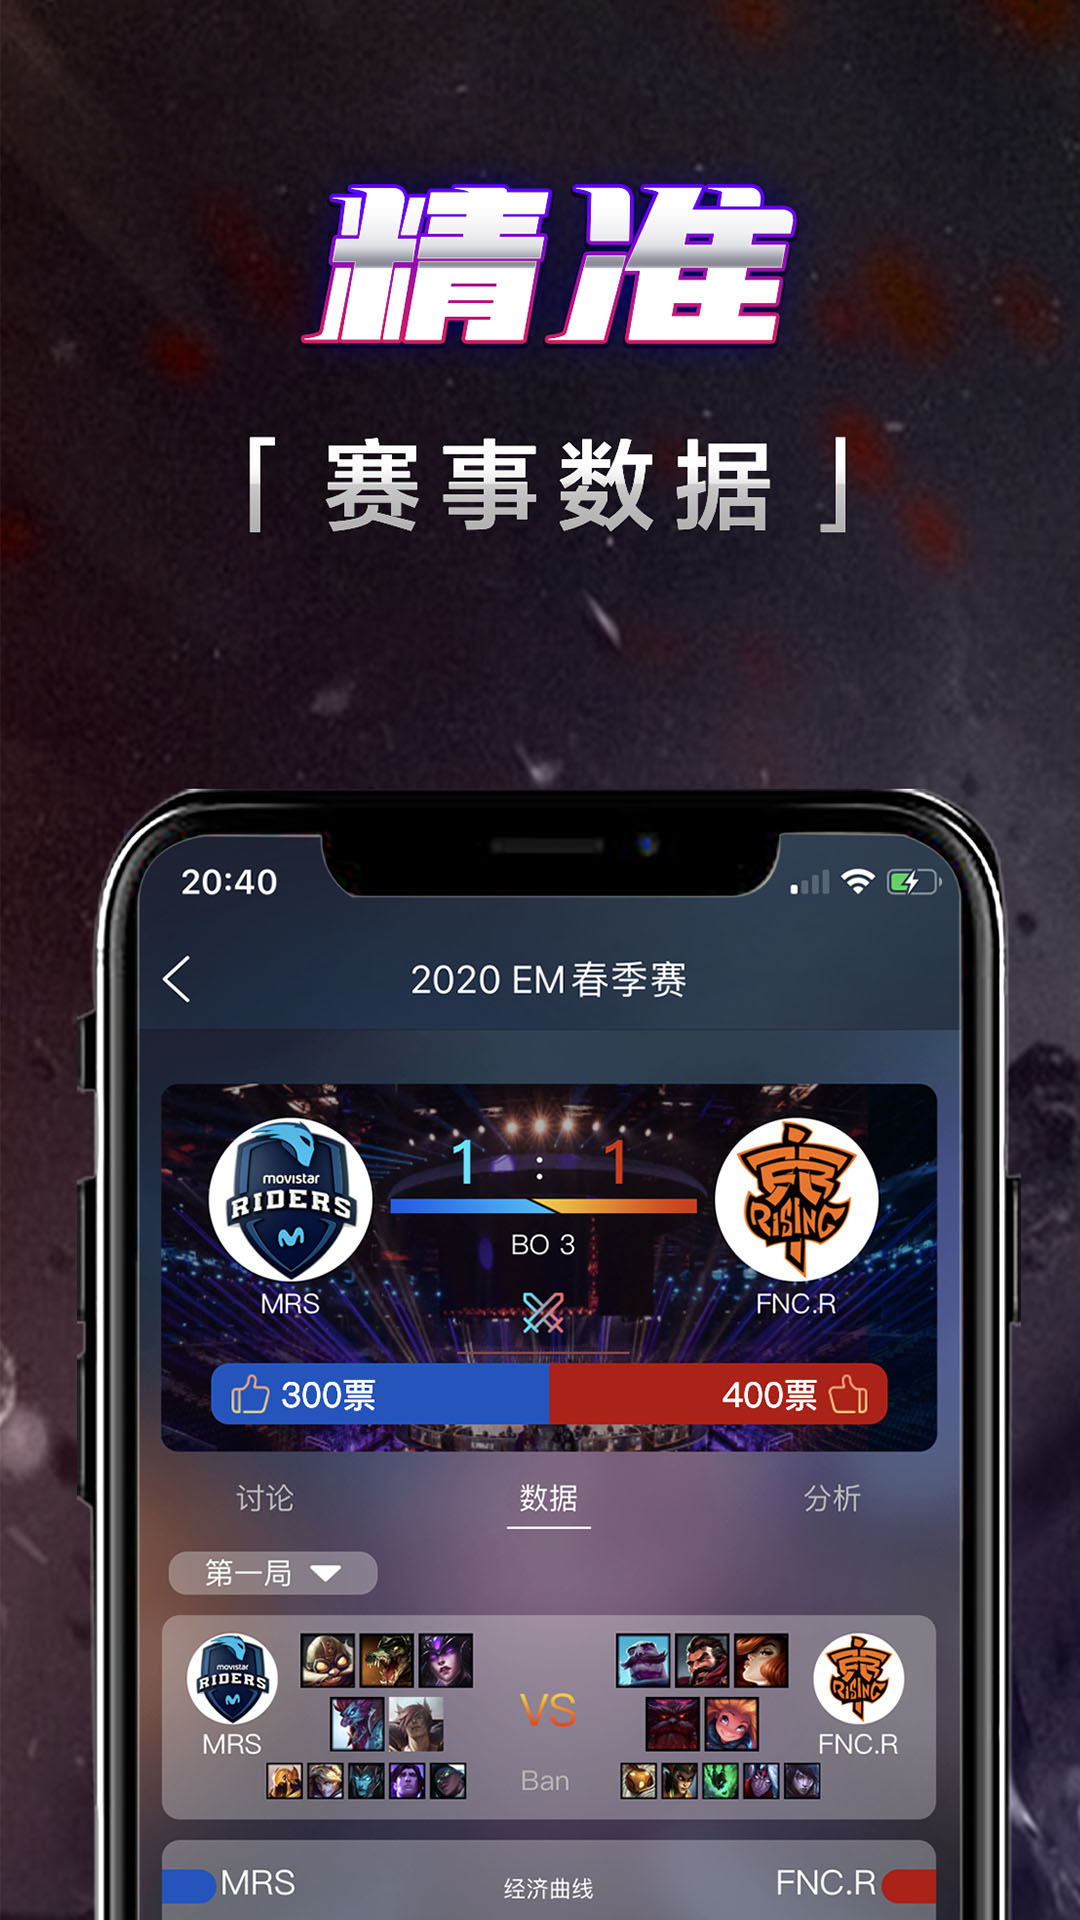 精准
「赛事数据」
20:40
2020 EM春季赛
movistar
RIDERS
RISING
1 : 1
BO 3
MRS
FNC.R
300票
400票
讨论
数据
分析
第一局
movistar
RIDERS
RISING
VS
MRS
FNC.R
Ban
MRS
经济曲线
FNC.R